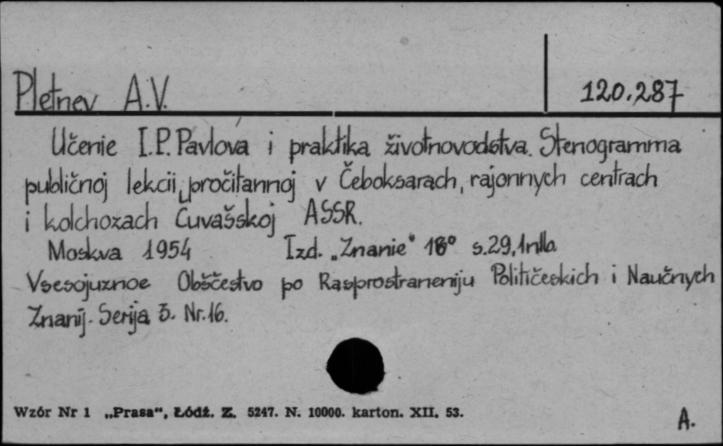 Pletnev A.V.
120.287
Učenie I.P. Pavlova i praktika životnovodstva. Stenogramma
publičnoj lekcii, pročitannoj v Čeboksarach, rajonnych centrach
i kolchozach Čuvašskoj ASSR.
Moskva 1954 Izd. „Znanie" 16° s.29,1nlb
Vsesojuznoe Obščestvo po Rasprostraneniju Političeskich i Naučnych
Znanij. Serija 3. Nr.16.
Wzór Nr 1 „Prasa“, Łódź. Z. 5247. N. 10000. karton. XII. 53.
A.